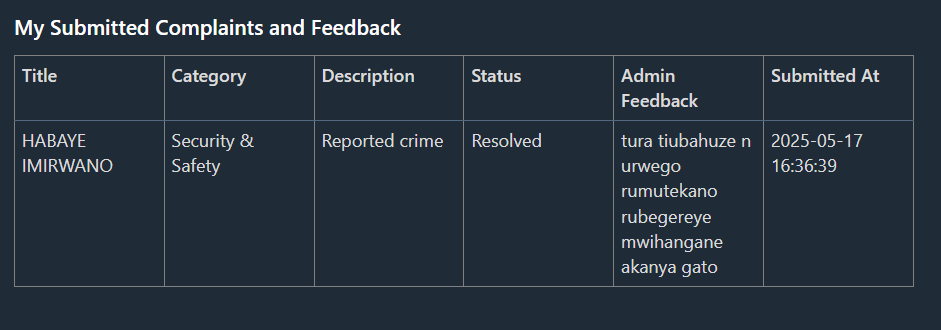 My Submitted Complaints and Feedback
Title
Category
Description
Status
Admin
Feedback
Submitted At
HABAYE
IMIRWANO
Security &
Safety
Reported crime
Resolved
tura tiubahuze n
urwego
rumutekano
rubegereye
mwihangane
akanya gato
2025-05-17
16:36:39